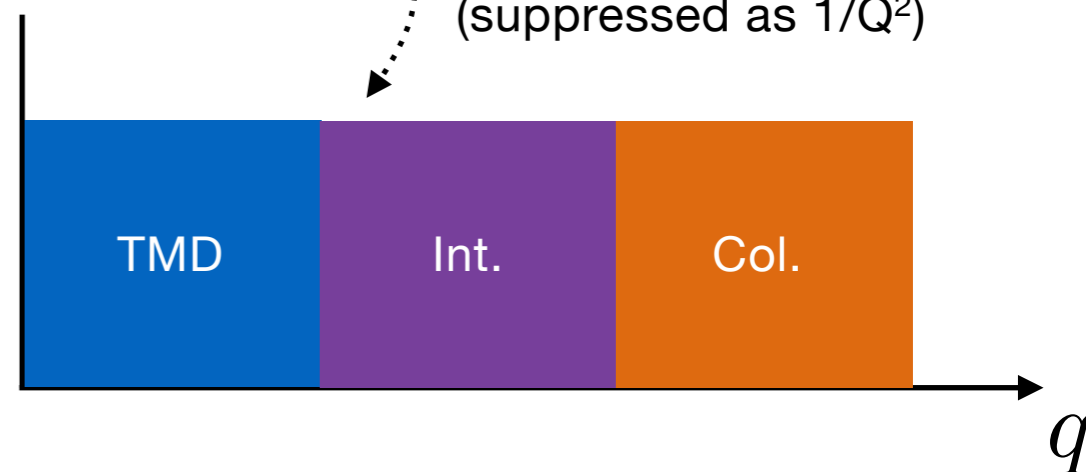 (suppressed as 1/Q²)
TMD Int. Col.
q